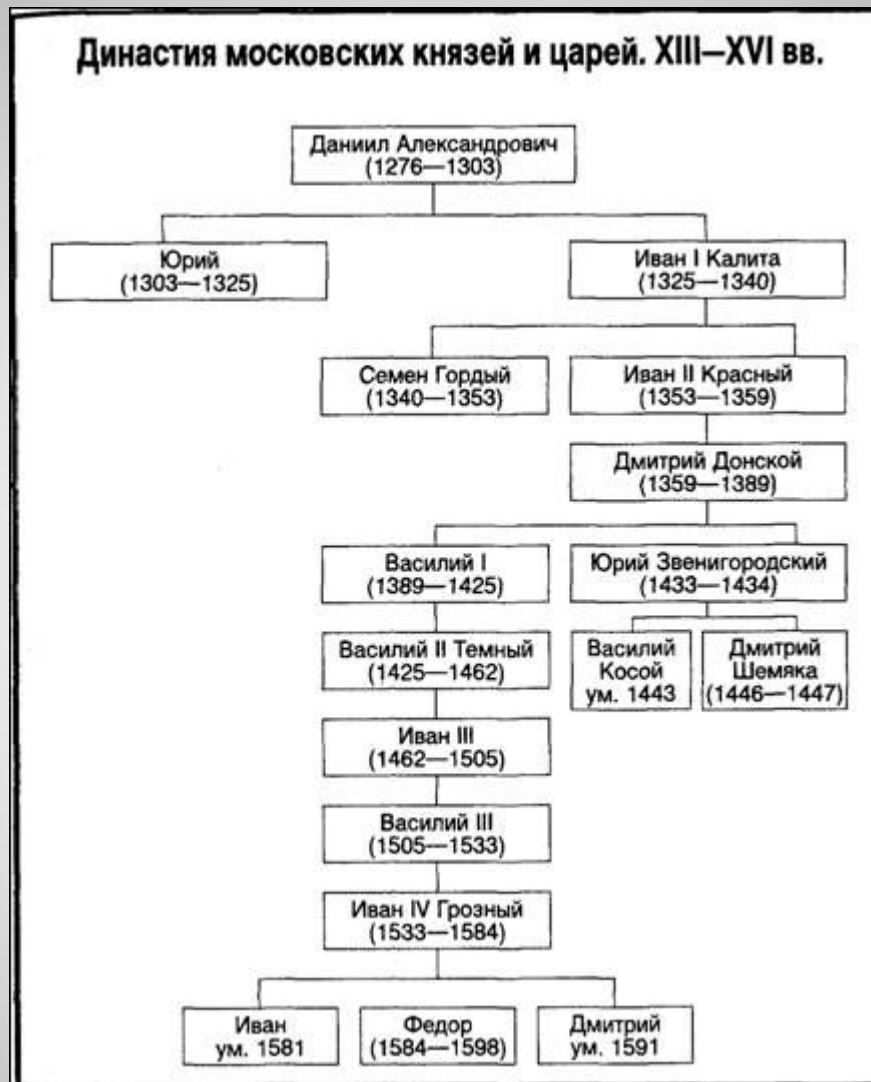 Династия московских князей и царей. XIII—XVI вв.
Даниил Александрович
(1276—1303)
Юрий
(1303—1325)
Иван I Калита
(1325—1340)
Семен Гордый
(1340—1353)
Иван II Красный
(1353—1359)
Дмитрий Донской
(1359—1389)
Василий I
(1389—1425)
Юрий Звенигородский
(1433—1434)
Василий II Темный
(1425—1462)
Василий
Косой
ум. 1443
Дмитрий
Шемяка
(1446—1447)
Иван III
(1462—1505)
Василий III
(1505—1533)
Иван IV Грозный
(1533—1584)
Иван
ум. 1581
Федор
(1584—1598)
Дмитрий
ум. 1591